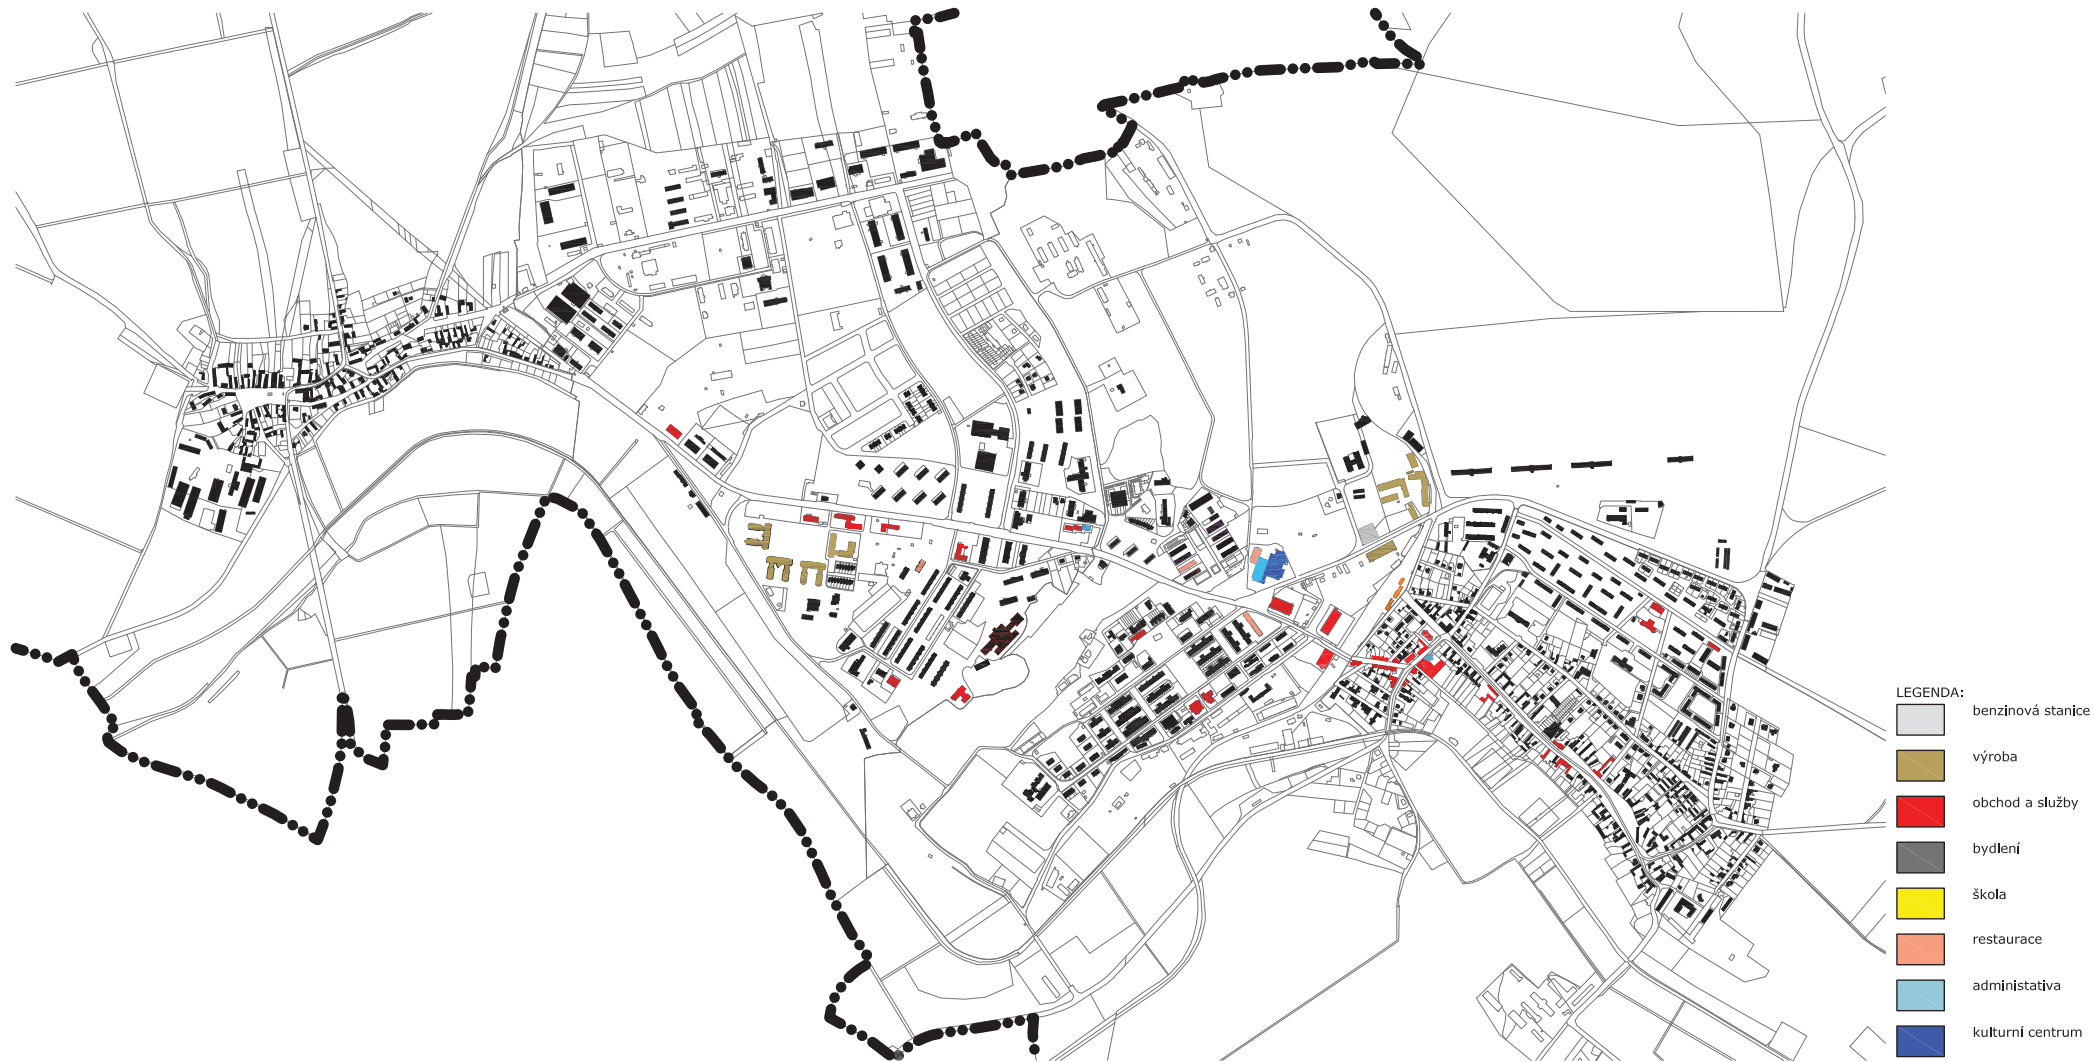 LEGENDA:
benzinová stanice
výroba
obchod a služby
bydlení
škola
restaurace
administativa
kulturní centrum